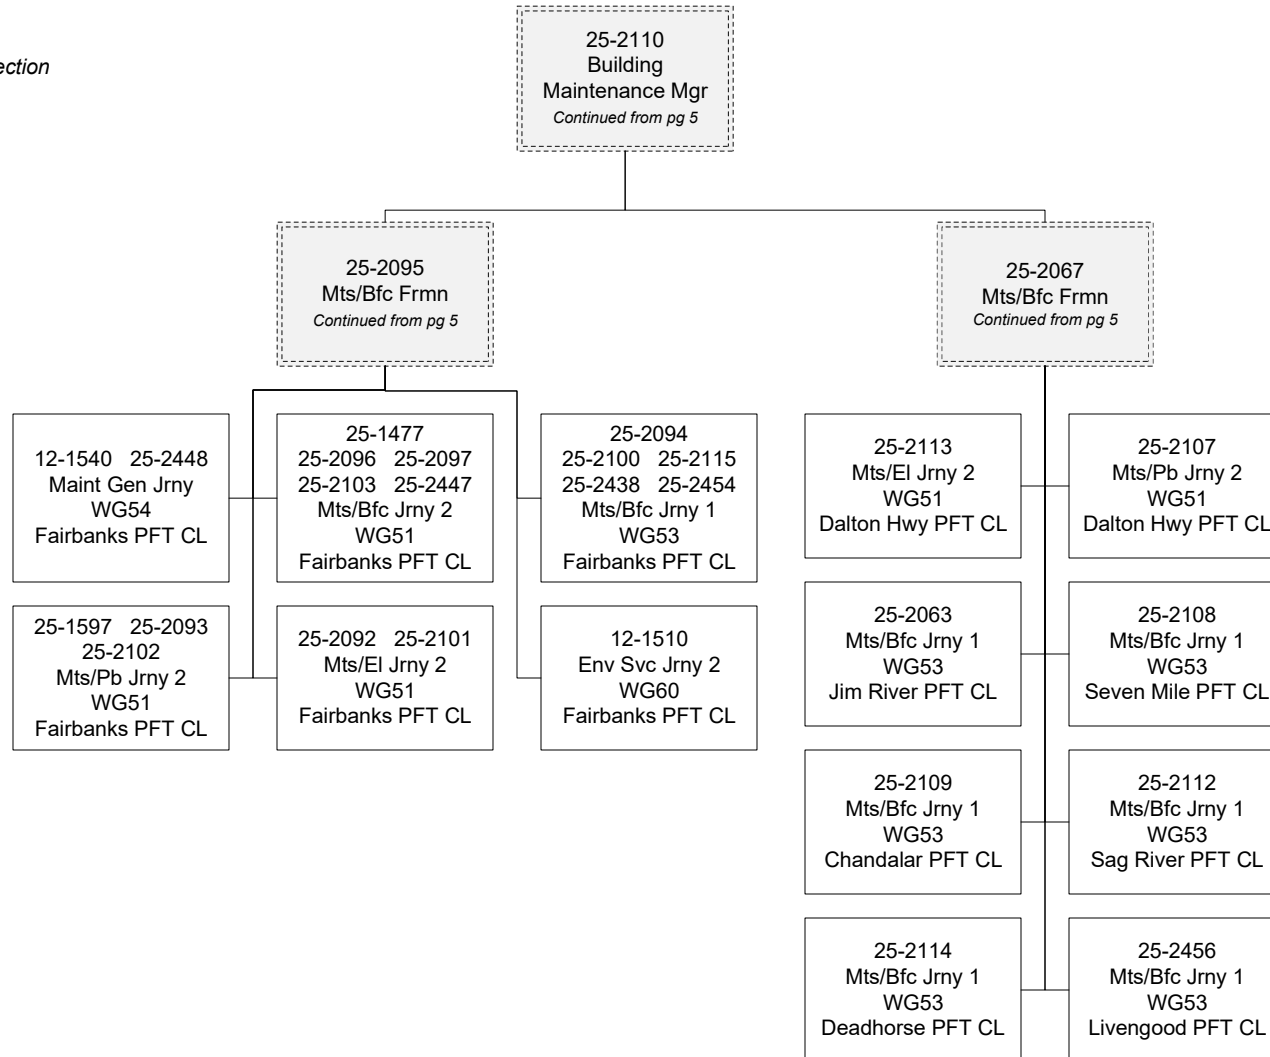 25-2110
Building
Maintenance Mgr
Continued from pg 5
25-2095
Mts/Bfc Frmn
Continued from pg 5
25-2067
Mts/Bfc Frmn
Continued from pg 5
12-1540 25-2448
Maint Gen Jrny
WG54
Fairbanks PFT CL
25-1477
25-2096 25-2097
25-2103 25-2447
Mts/Bfc Jrny 2
WG51
Fairbanks PFT CL
25-2094
25-2100 25-2115
25-2438 25-2454
Mts/Bfc Jrny 1
WG53
Fairbanks PFT CL
25-2113
Mts/El Jrny 2
WG51
Dalton Hwy PFT CL
25-2107
Mts/Pb Jrny 2
WG51
Dalton Hwy PFT CL
25-1597 25-2093
25-2102
Mts/Pb Jrny 2
WG51
Fairbanks PFT CL
25-2092 25-2101
Mts/El Jrny 2
WG51
Fairbanks PFT CL
12-1510
Env Svc Jrny 2
WG60
Fairbanks PFT CL
25-2063
Mts/Bfc Jrny 1
WG53
Jim River PFT CL
25-2108
Mts/Bfc Jrny 1
WG53
Seven Mile PFT CL
25-2109
Mts/Bfc Jrny 1
WG53
Chandalar PFT CL
25-2112
Mts/Bfc Jrny 1
WG53
Sag River PFT CL
25-2114
Mts/Bfc Jrny 1
WG53
Deadhorse PFT CL
25-2456
Mts/Bfc Jrny 1
WG53
Livengood PFT CL